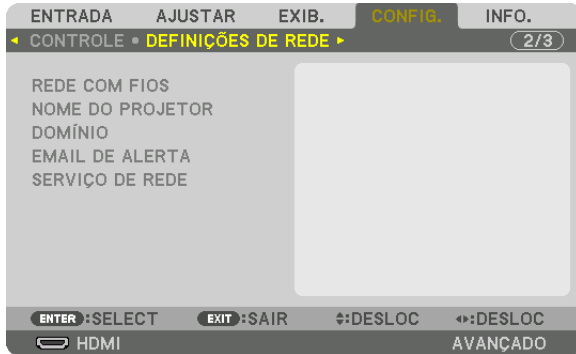 ENTRADA AJUSTAR EXIB. CONFIG. INFO.
◂ CONTROLE • DEFINIÇÕES DE REDE ▸ 2/3
REDE COM FIOS
NOME DO PROJETOR
DOMÍNIO
EMAIL DE ALERTA
SERVIÇO DE REDE
ENTER :SELECT EXIT :SAIR :DESLOC :DESLOC
HDMI AVANÇADO